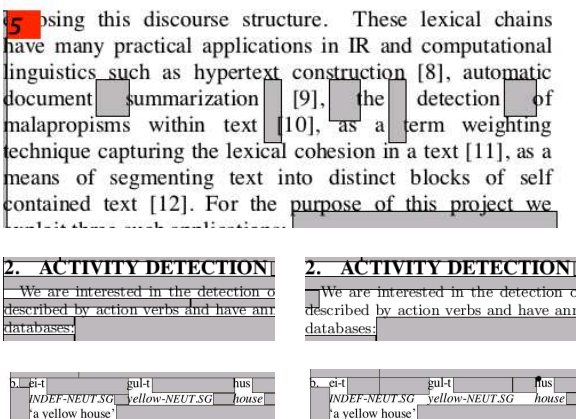 5
osing this discourse structure. These lexical chains
have many practical applications in IR and computational
linguistics such as hypertext construction [8], automatic
document summarization [9], the detection of
malapropisms within text [10], as a term weighting
technique capturing the lexical cohesion in a text [11], as a
means of segmenting text into distinct blocks of self
contained text [12]. For the purpose of this project we
2. ACTIVITY DETECTION
We are interested in the detection o
described by action verbs and have ann
databases:
2. ACTIVITY DETECTION
We are interested in the detection o
described by action verbs and have ann
databases:
b. ei-t gul-t hus
INDEF-NEUT.SG yellow-NEUT.SG house
'a yellow house'
b. ei-t gul-t hus
INDEF-NEUT.SG yellow-NEUT.SG house
'a yellow house'